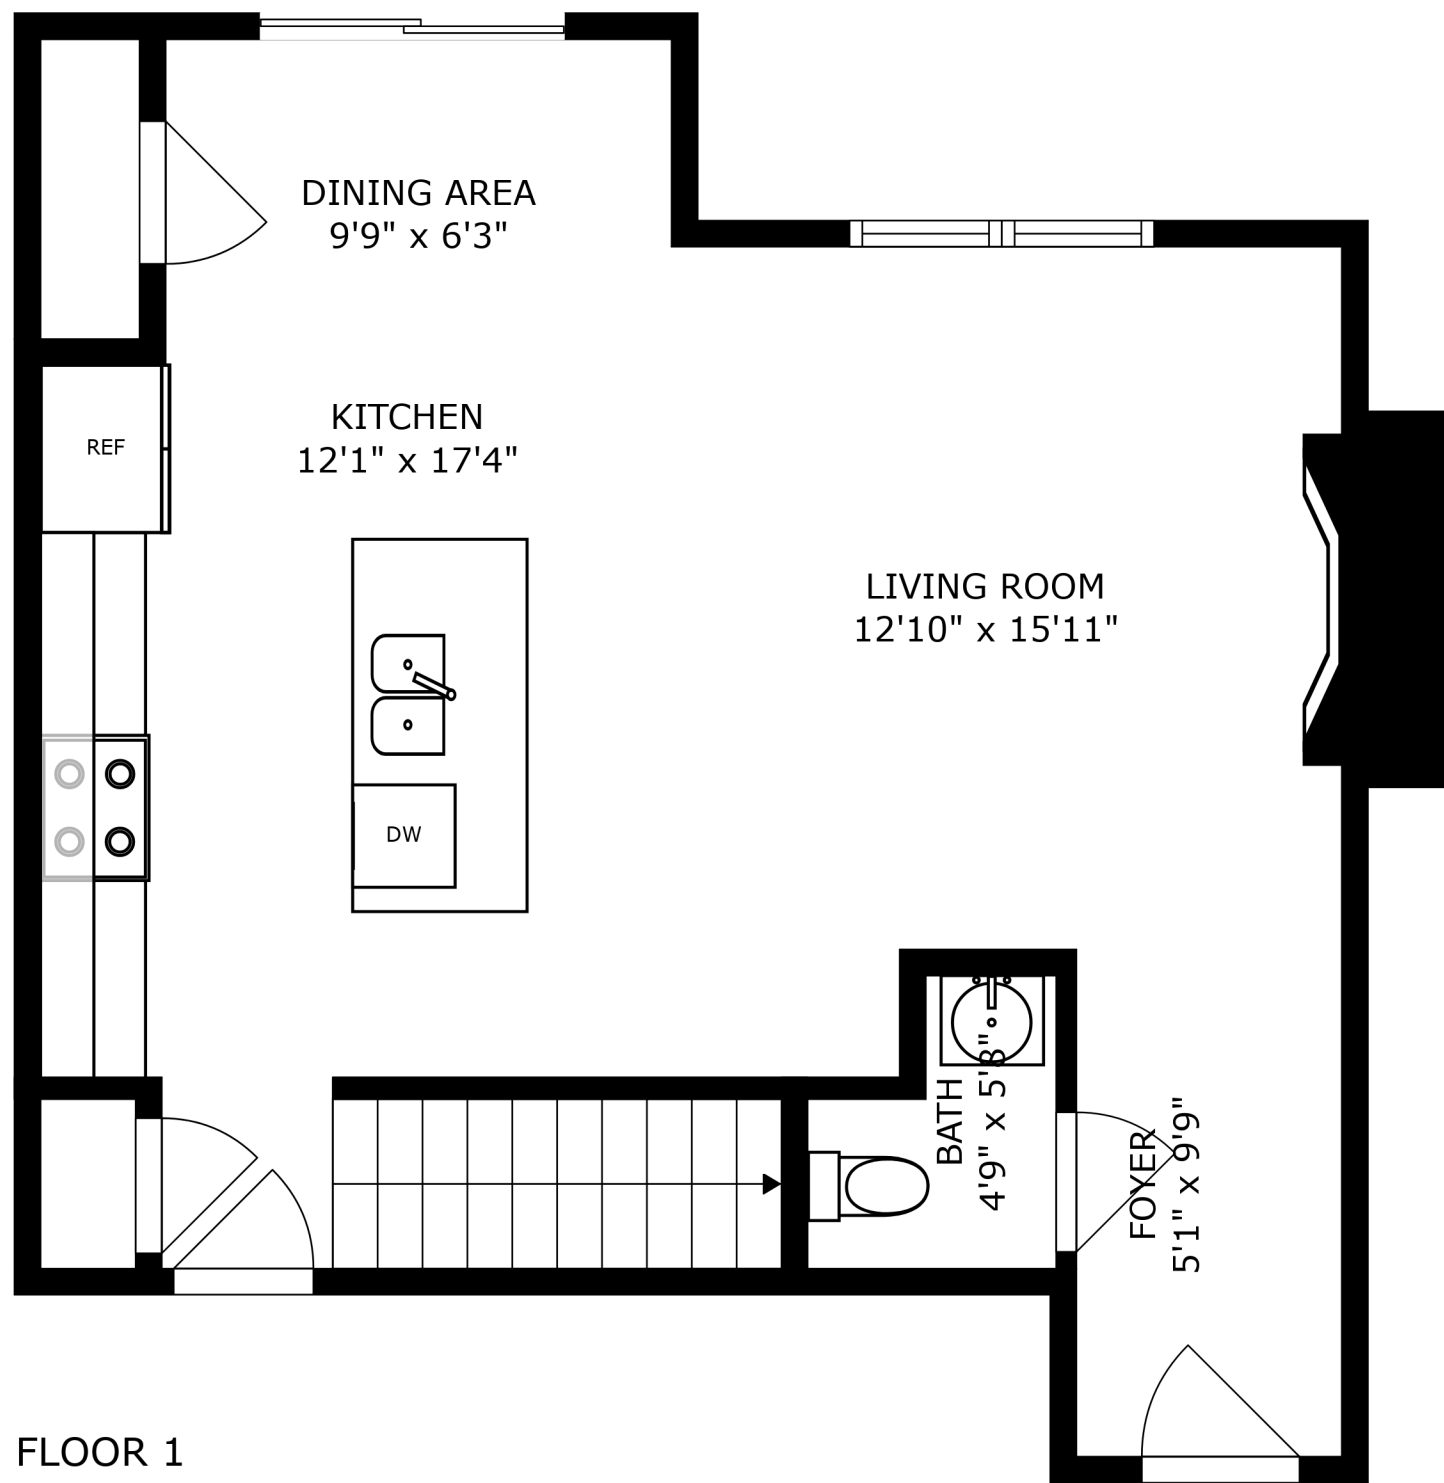 DINING AREA
9'9" x 6'3"
KITCHEN
12'1" x 17'4"
REF
LIVING ROOM
12'10" x 15'11"
DW
BATH
4'9" x 5'8"
FOYER
5'1" x 9'9"
FLOOR 1